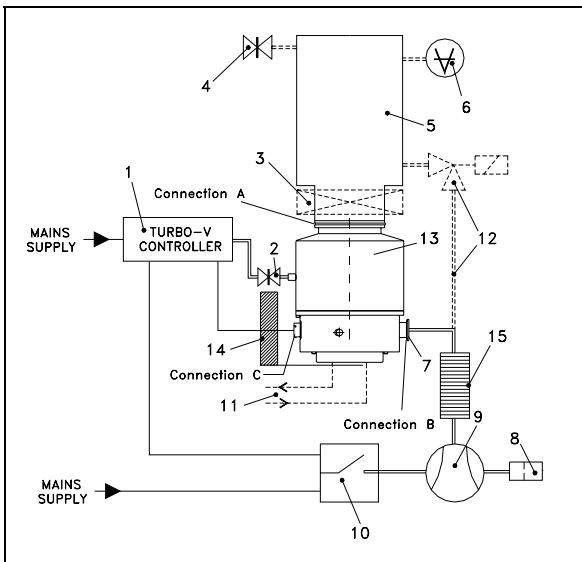 4
6
5
3
Connection A
1
13
MAINS
SUPPLY
TURBO-V
CONTROLLER
2
12
14
7
15
Connection C
11
Connection B
9
8
MAINS
SUPPLY
10